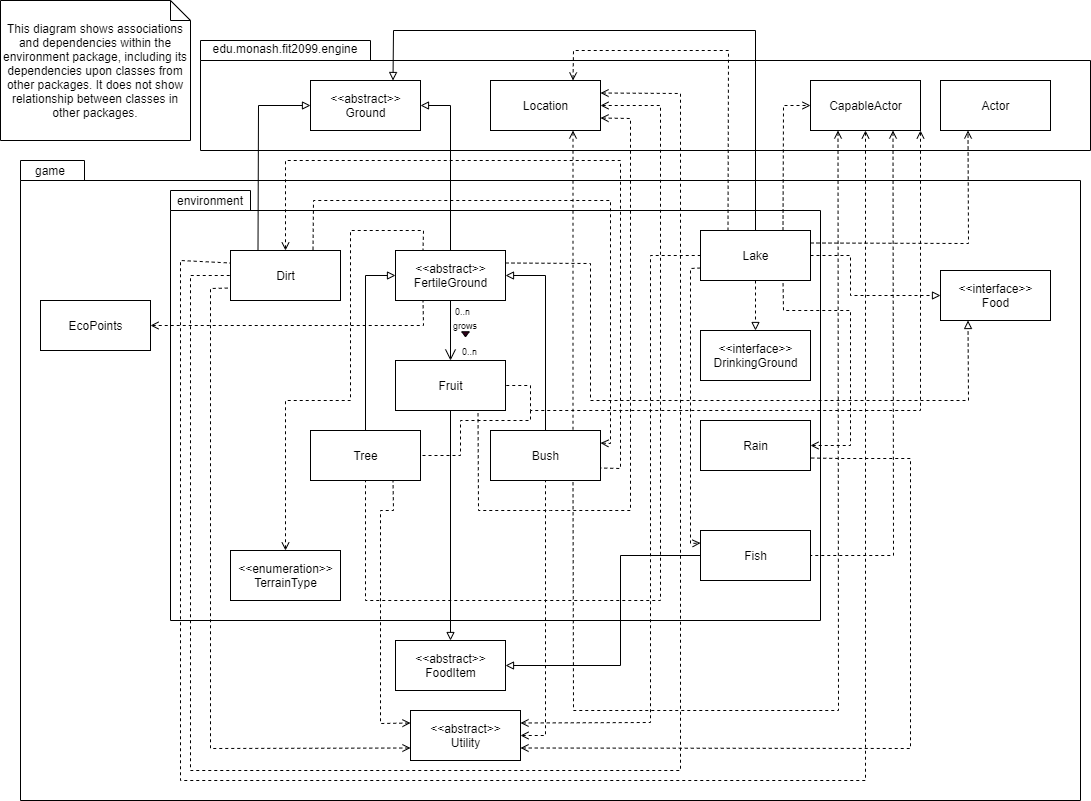 This diagram shows associations
and dependencies within the
environment package, including its
dependencies upon classes from
other packages. It does not show
relationship between classes in
other packages.
edu.monash.fit2099.engine
<<abstract>>
Ground
Location
CapableActor
Actor
game
environment
Dirt
<<abstract>>
FertileGround
Lake
<<interface>>
Food
EcoPoints
0..n
grows
0..n
<<interface>>
DrinkingGround
Fruit
Tree
Bush
Rain
<<enumeration>>
TerrainType
Fish
<<abstract>>
FoodItem
<<abstract>>
Utility